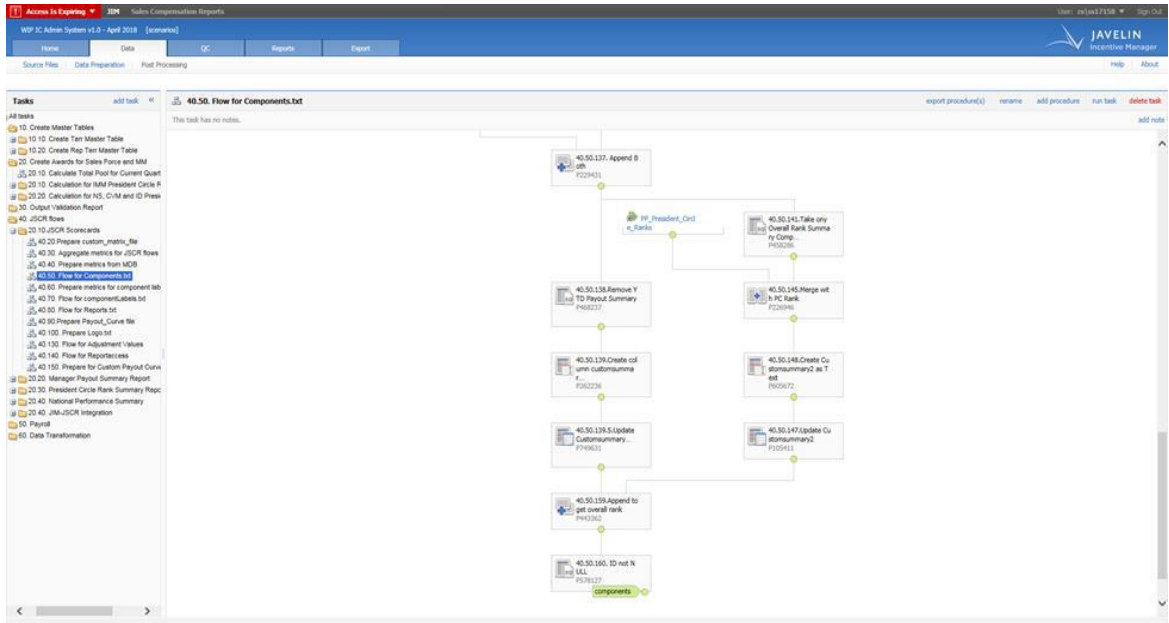 Access Is Expiring JIM Sales Compensation Reports User: Sign Out
WIP IC Admin System v1.0 - April 2018 [scenarios]
JAVELIN
Incentive Manager
Home Data QC Reports Export
Source Files Data Preparation Post Processing Help About
Tasks add task
40.50. Flow for Components.txt
export procedure(s) rename add procedure run task delete task
This task has no notes. add note
All tasks
10. Create Master Tables
10.10. Create Terr Master Table
10.20. Create Rep Terr Master Table
20. Create Awards for Sales Force and MM
20.10. Calculate Total Pool for Current Quart
20.10. Calculation for IMM President Circle F
20.20. Calculation for NS, CVM and ID Presi
30. Output Validation Report
40. JSCR flows
20.10.JSCR Scorecards
40.20.Prepare custom_matrix_file
40.30. Aggregate metrics for JSCR flows
40.40. Prepare metrics from MDB
40.50. Flow for Components.txt
40.60. Prepare metrics for component lab
40.70. Flow for componentLabels.txt
40.80. Flow for Reports.txt
40.90.Prepare Payout_Curve file
40.100. Prepare Logo.txt
40.130. Flow for Adjustment Values
40.140. Flow for Reportaccess
40.150. Prepare for Custom Payout Curv
20.20. Manager Payout Summary Report
20.30. President Circle Rank Summary Repo
20.40. National Performance Summary
20.40. JIM-JSCR Integration
50. Payroll
60. Data Transformation
40.50.137. Append B
oth
P229431
PP_President_Circl
e_Ranks
40.50.141.Take ony
Overall Rank Summa
ry Comp...
P458286
40.50.138.Remove Y
TD Payout Summary
P468237
40.50.145.Merge wit
h PC Rank
P226946
40.50.139.Create col
umn customsumma
r...
P262236
40.50.148.Create Cu
stomsummary2 as T
ext
P605672
40.50.139.5.Update
Customsummary...
P749631
40.50.147.Update Cu
stomsummary2
P105411
40.50.159.Append to
get overall rank
P443362
40.50.160. ID not N
ULL
P578127
components